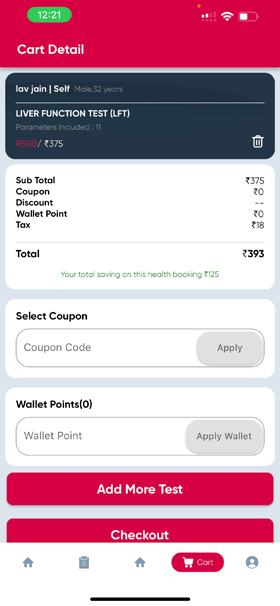 12:21
Cart Detail
lav jain | Self Male,32 years
LIVER FUNCTION TEST (LFT)
Parameters Included : 11
₹500/ ₹375
Sub Total ₹375
Coupon ₹0
Discount --
Wallet Point ₹0
Tax ₹18
Total ₹393
Your total saving on this health booking ₹125
Select Coupon
Coupon Code Apply
Wallet Points(0)
Wallet Point Apply Wallet
Add More Test
Checkout
Cart